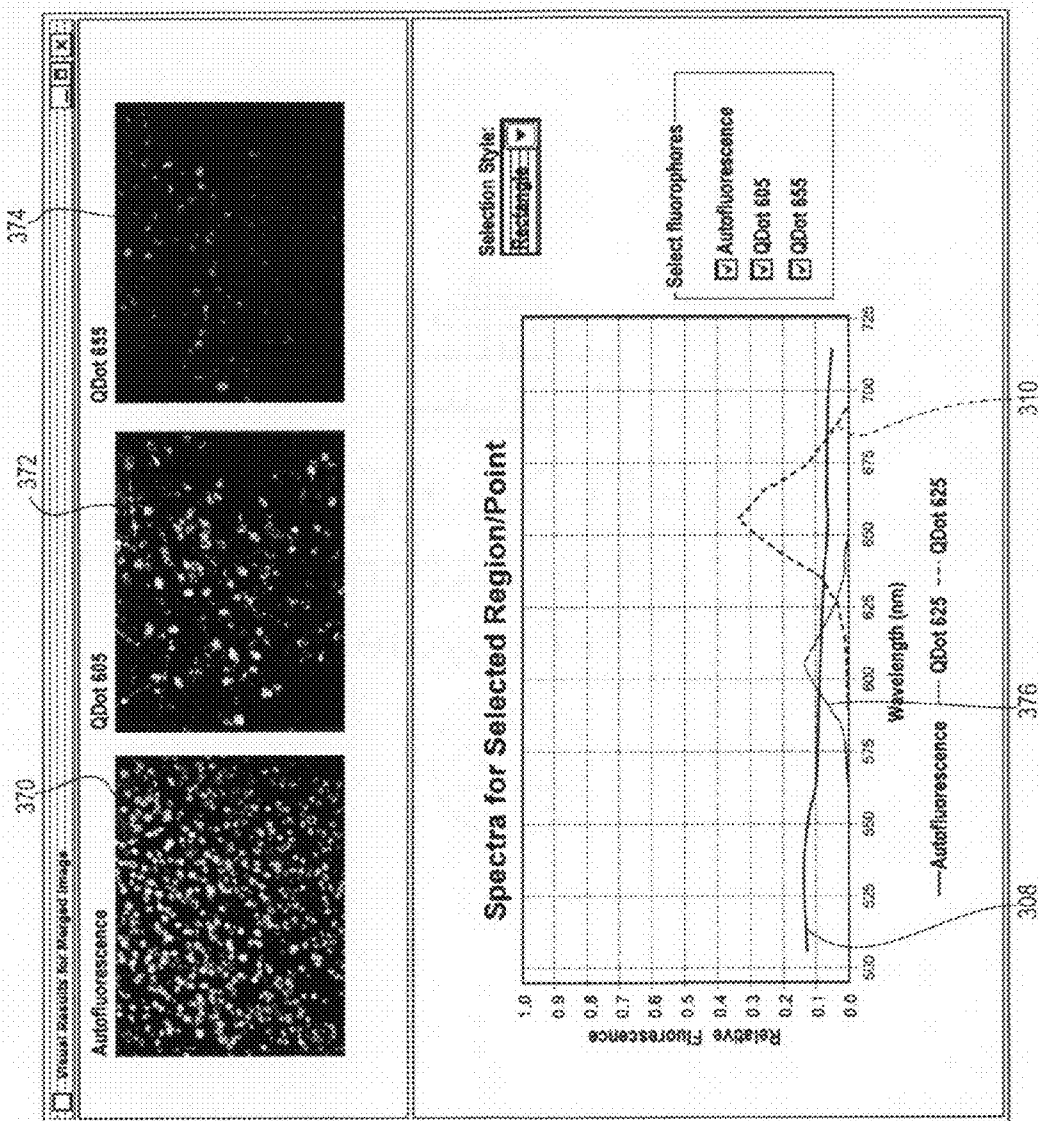 Visual Results for Merged Image
370
372
374
Autofluorescence
QDot 605
QDot 655
Selection Style:
Rectangle
Select fluorophores
Autofluorescence
QDot 605
QDot 655
Spectra for Selected Region/Point
Relative Fluorescence
1.0
0.9
0.8
0.7
0.6
0.5
0.4
0.3
0.2
0.1
0.0
500
525
550
575
600
625
650
675
700
725
Wavelength (nm)
Autofluorescence
QDot 625
QDot 625
308
376
310